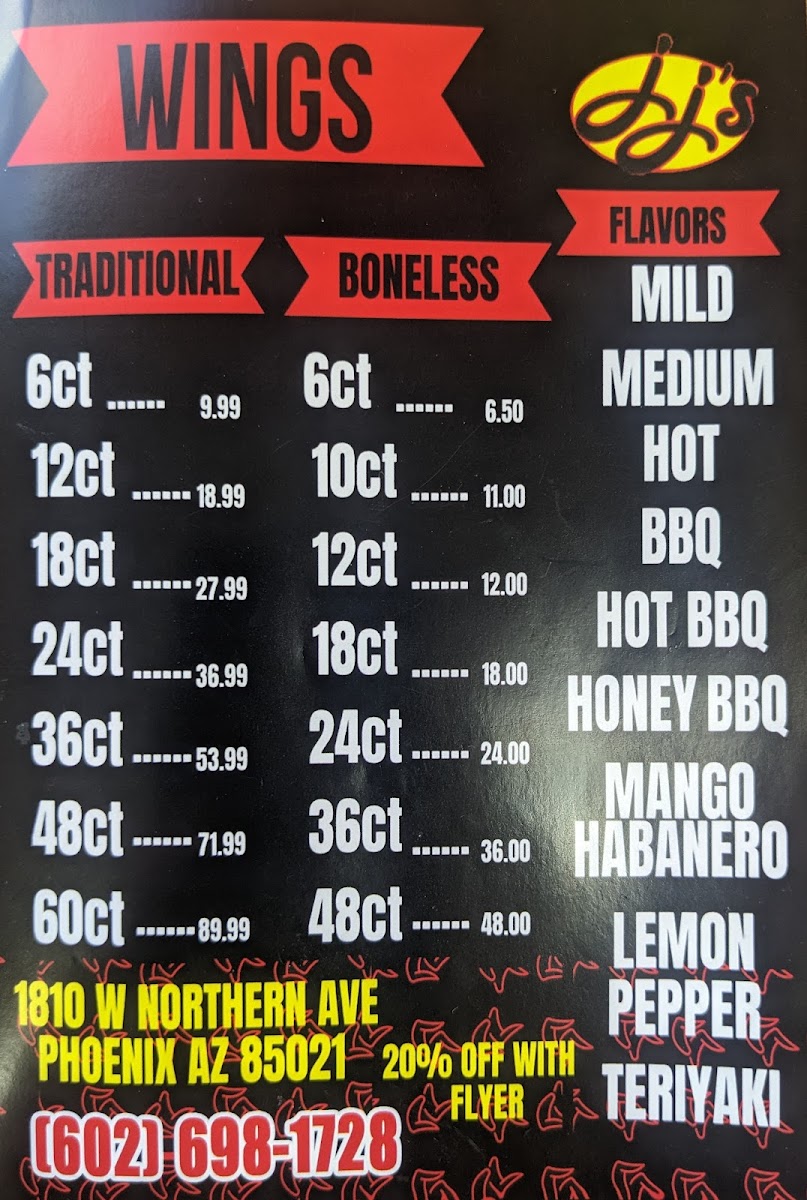 WINGS
JJ's
TRADITIONAL
6ct ...... 9.99
12ct ...... 18.99
18ct ...... 27.99
24ct ...... 36.99
36ct ...... 53.99
48ct ...... 71.99
60ct ...... 89.99
BONELESS
6ct ...... 6.50
10ct ...... 11.00
12ct ...... 12.00
18ct ...... 18.00
24ct ...... 24.00
36ct ...... 36.00
48ct ...... 48.00
FLAVORS
MILD
MEDIUM
HOT
BBQ
HOT BBQ
HONEY BBQ
MANGO
HABANERO
LEMON
PEPPER
TERIYAKI
1810 W NORTHERN AVE
PHOENIX AZ 85021
20% OFF WITH
FLYER
(602) 698-1728